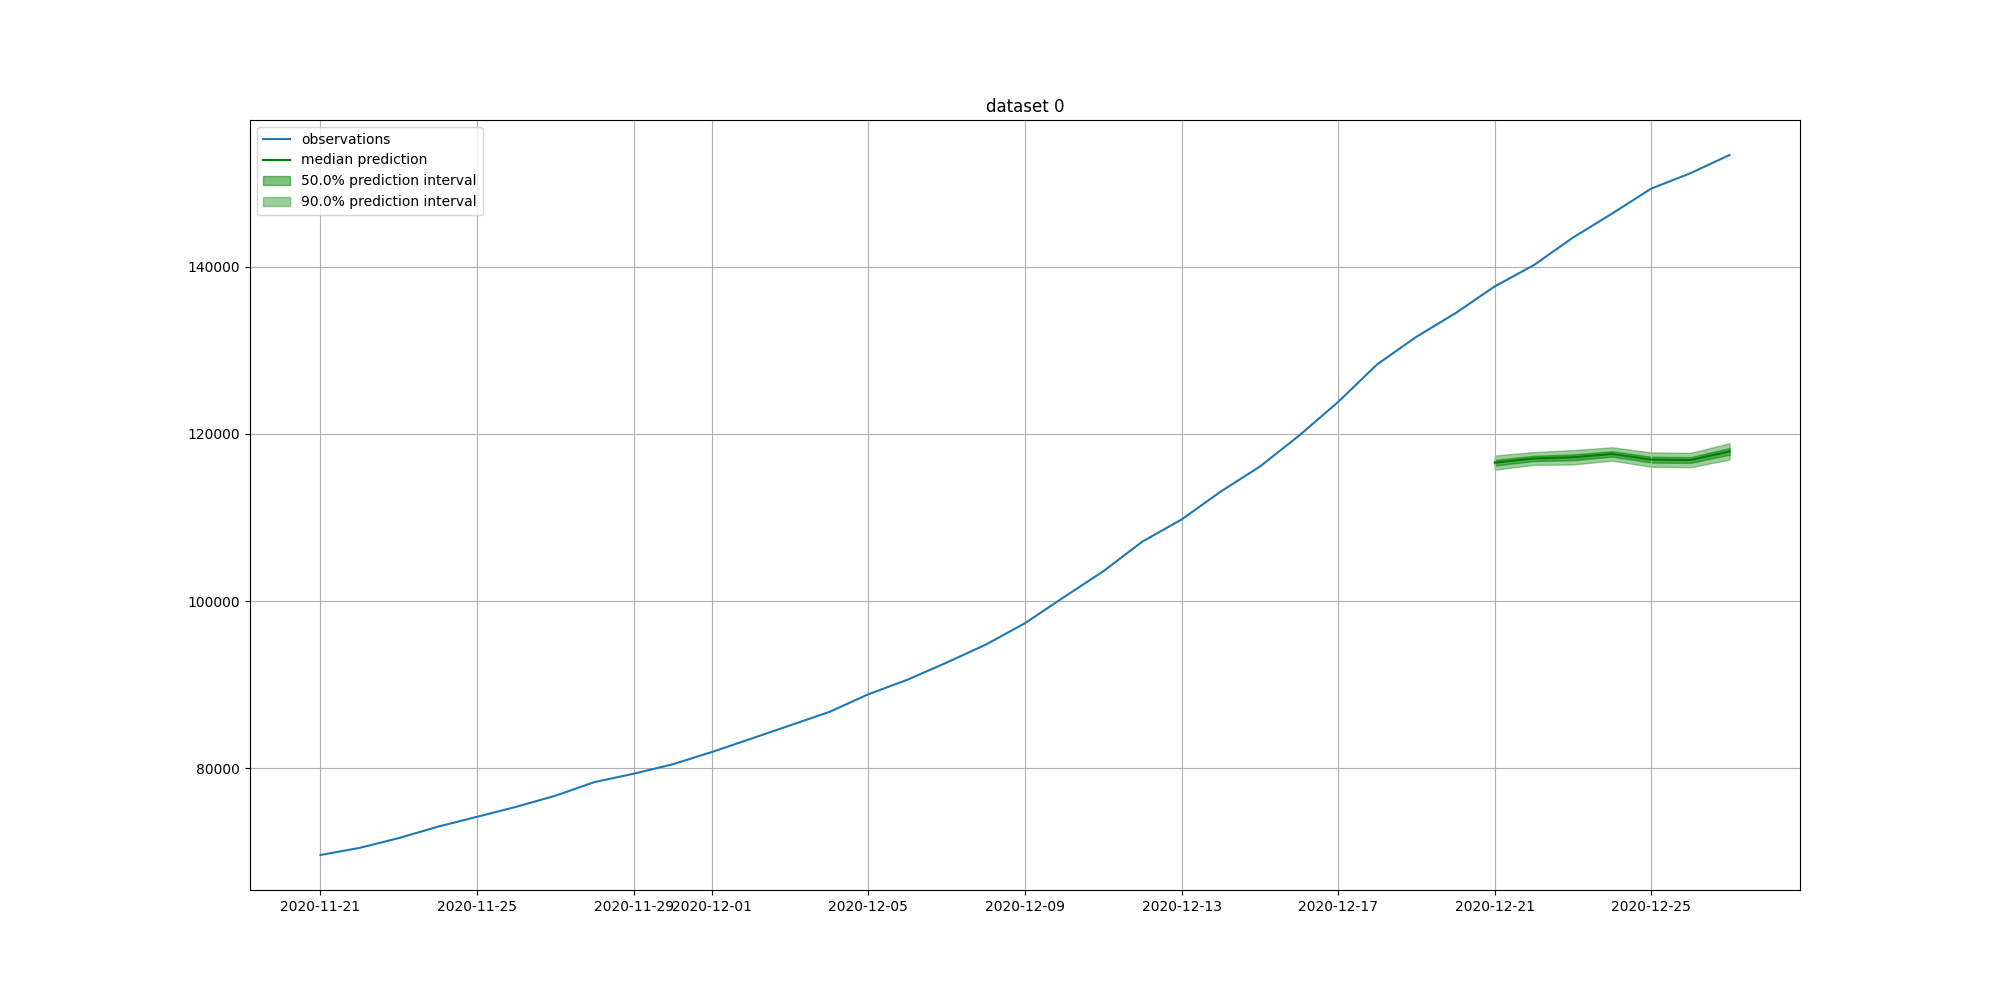 dataset 0
observations
median prediction
50.0% prediction interval
90.0% prediction interval
140000
120000
100000
80000
2020-11-21 2020-11-25 2020-11-29 2020-12-01 2020-12-05 2020-12-09 2020-12-13 2020-12-17 2020-12-21 2020-12-25